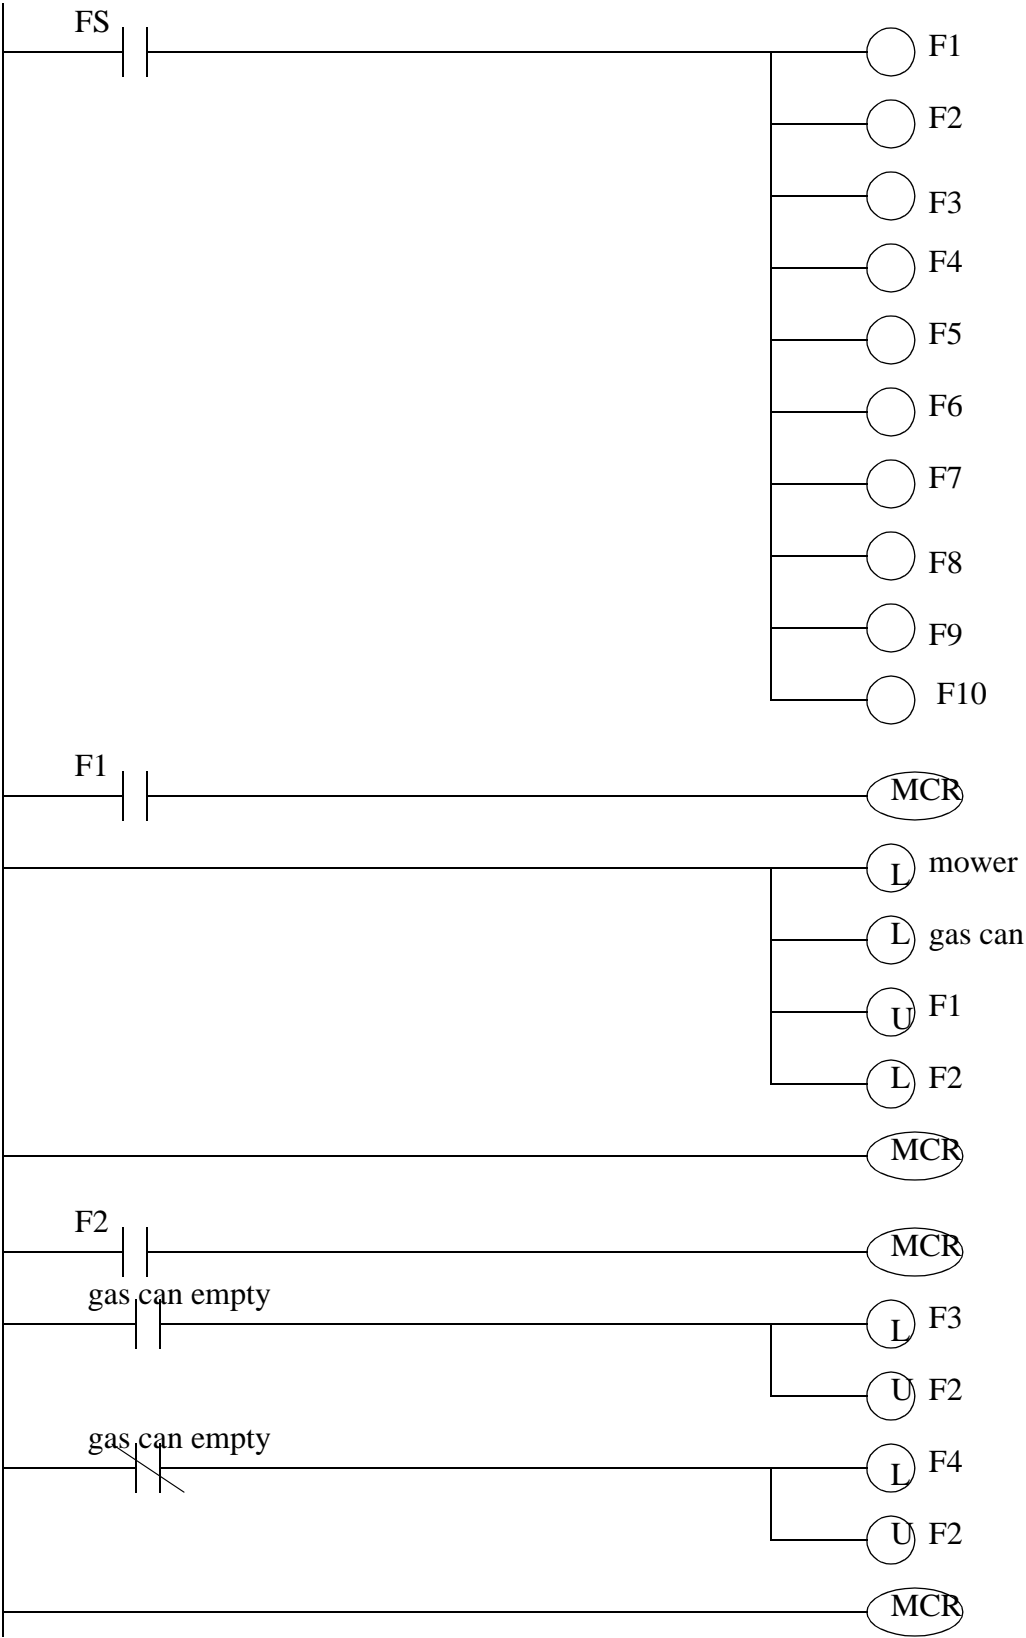 FS
F1
F2
F3
F4
F5
F6
F7
F8
F9
F10
F1
MCR
L mower
L gas can
U F1
L F2
MCR
F2
MCR
gas can empty
L F3
U F2
gas can empty
L F4
U F2
MCR